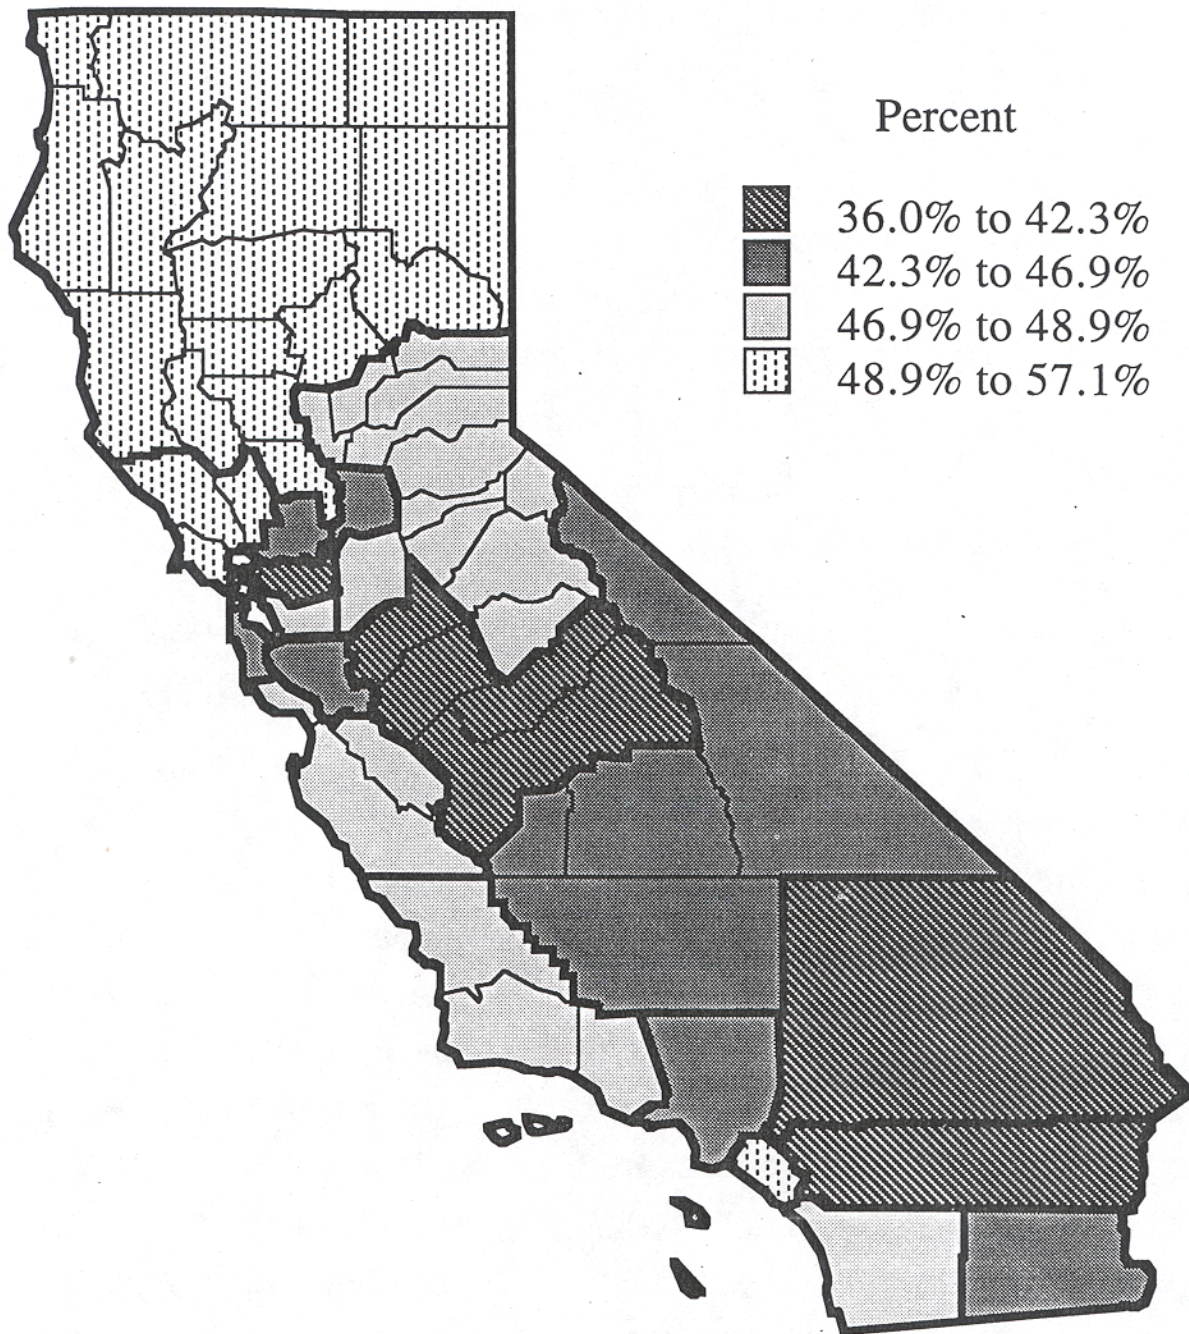 Percent
36.0% to 42.3%
42.3% to 46.9%
46.9% to 48.9%
48.9% to 57.1%